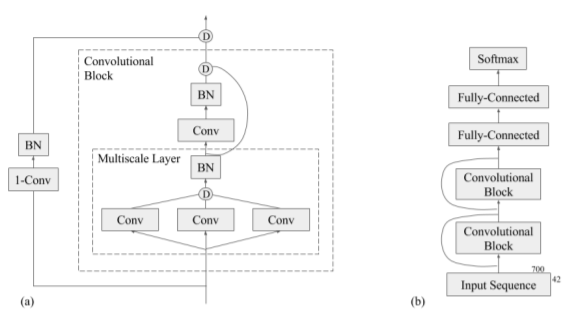 D
Convolutional
Block
D
BN
Conv
Multiscale Layer
BN
D
Conv
Conv
Conv
BN
1-Conv
(a)
Softmax
Fully-Connected
Fully-Connected
Convolutional
Block
Convolutional
Block
700
Input Sequence
42
(b)